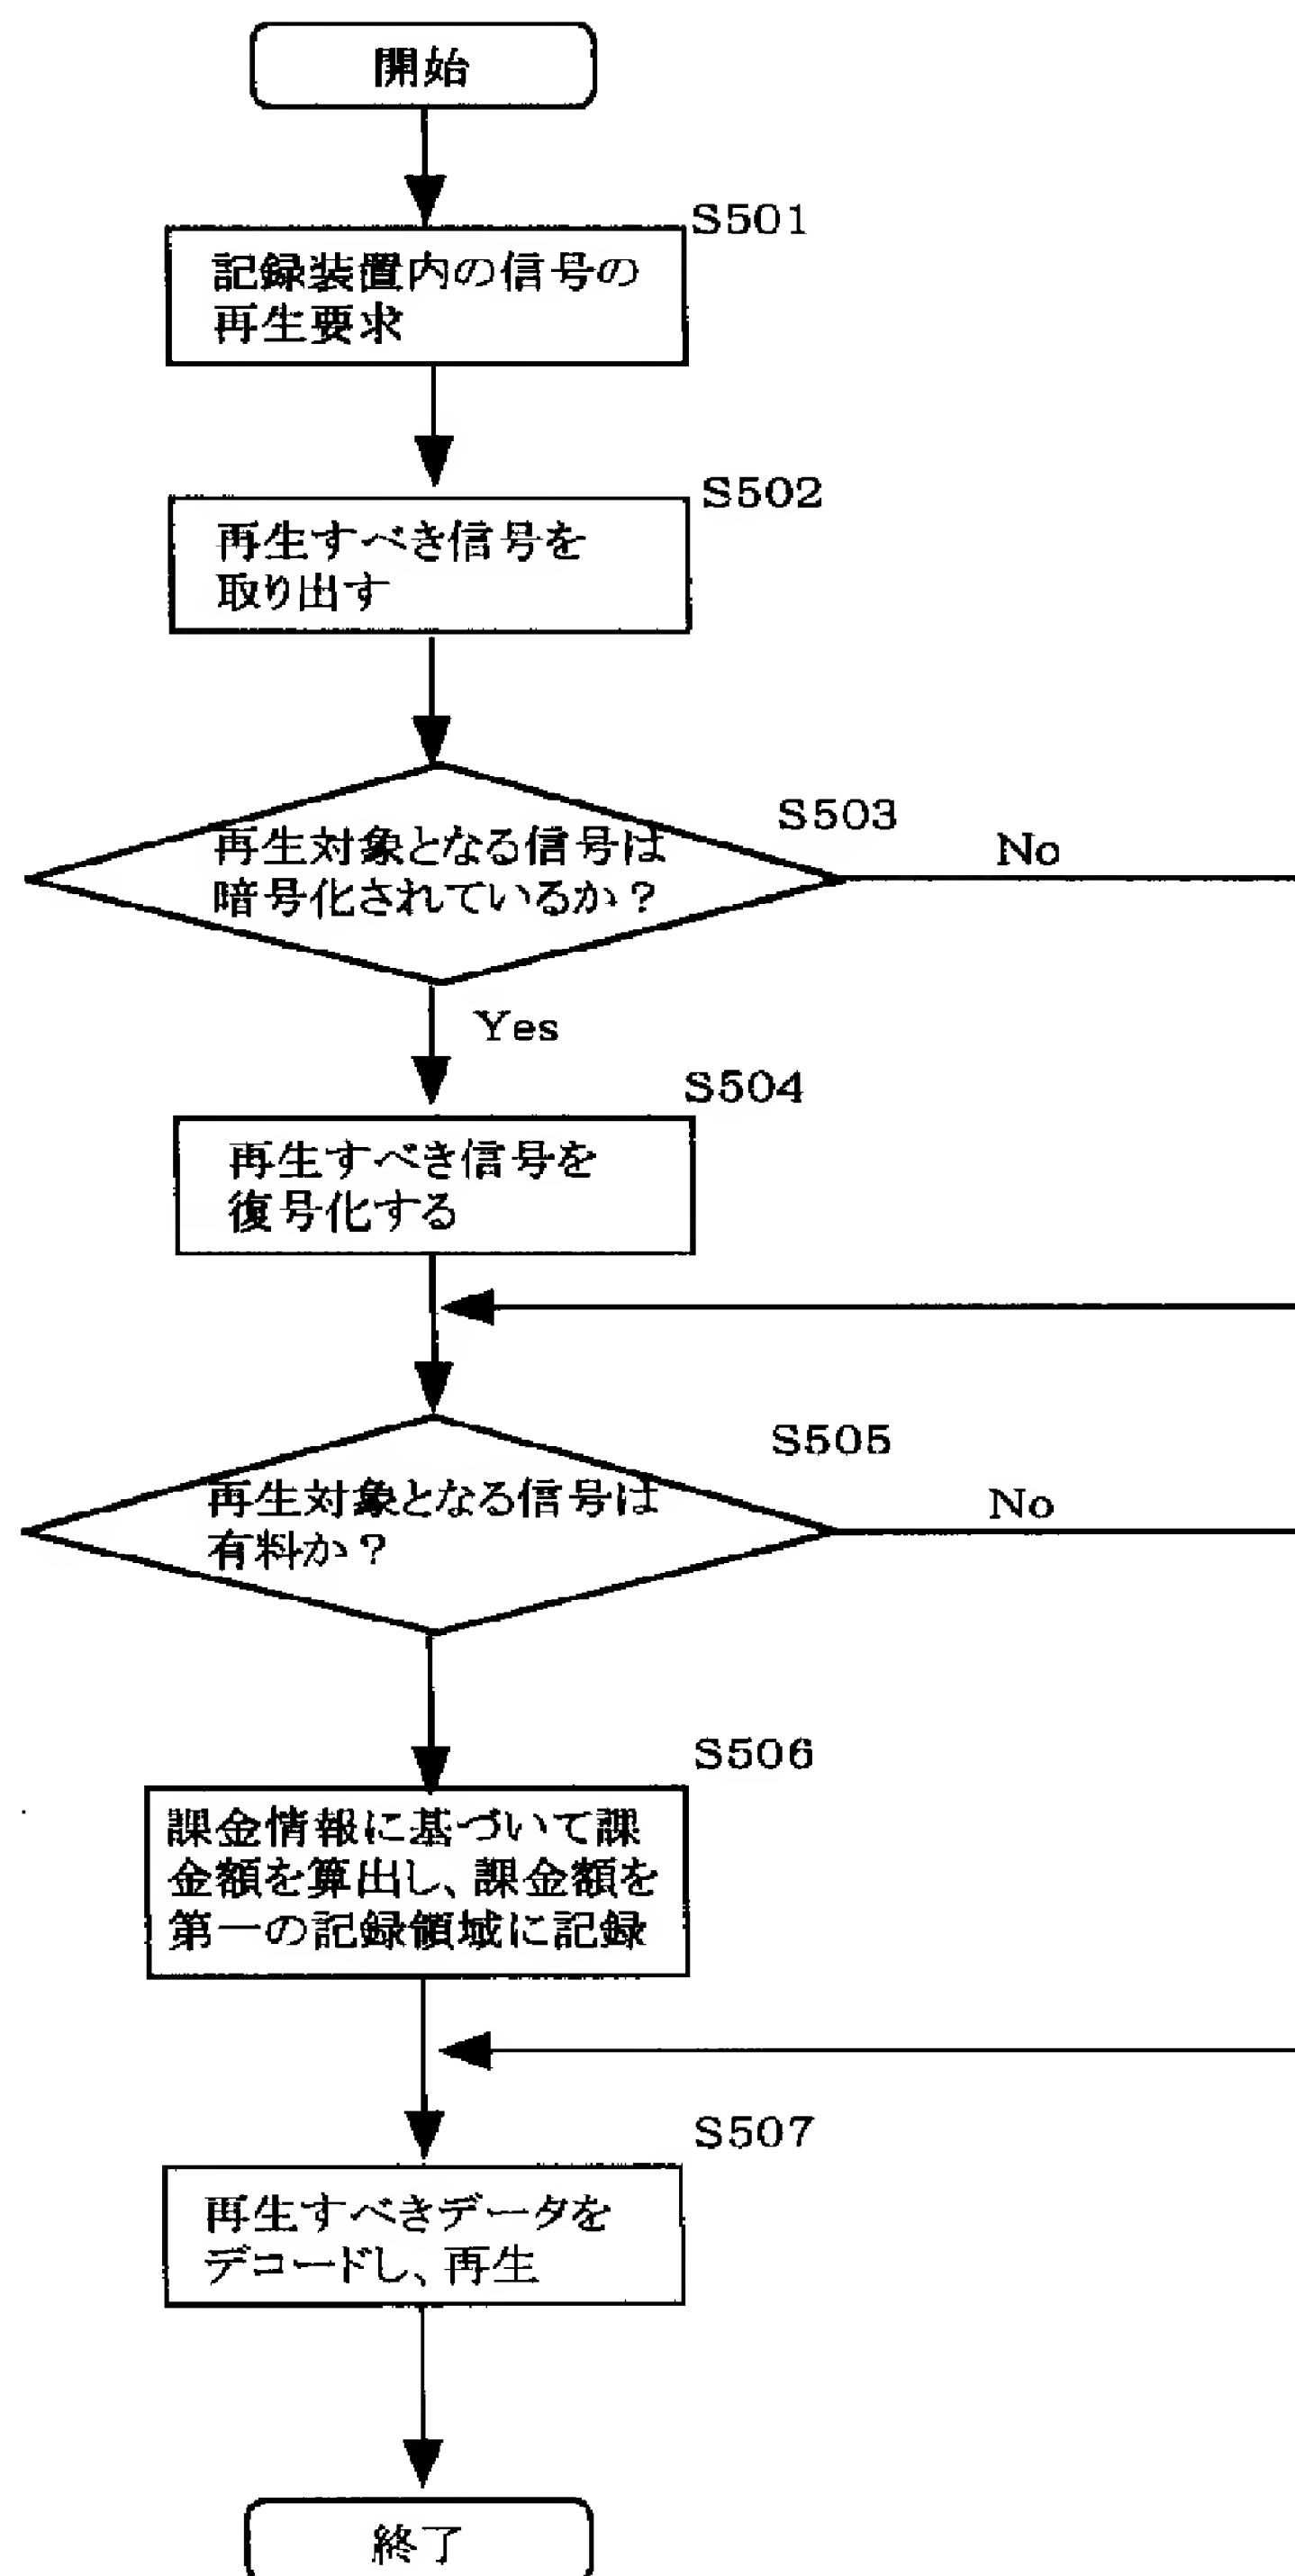 開始
S501
記録装置内の信号の
再生要求
S502
再生すべき信号を
取り出す
S503
再生対象となる信号は
暗号化されているか？
No
Yes
S504
再生すべき信号を
復号化する
S505
再生対象となる信号は
有料か？
No
S506
課金情報に基づいて課
金額を算出し、課金額を
第一の記録領域に記録
S507
再生すべきデータを
デコードし、再生
終了